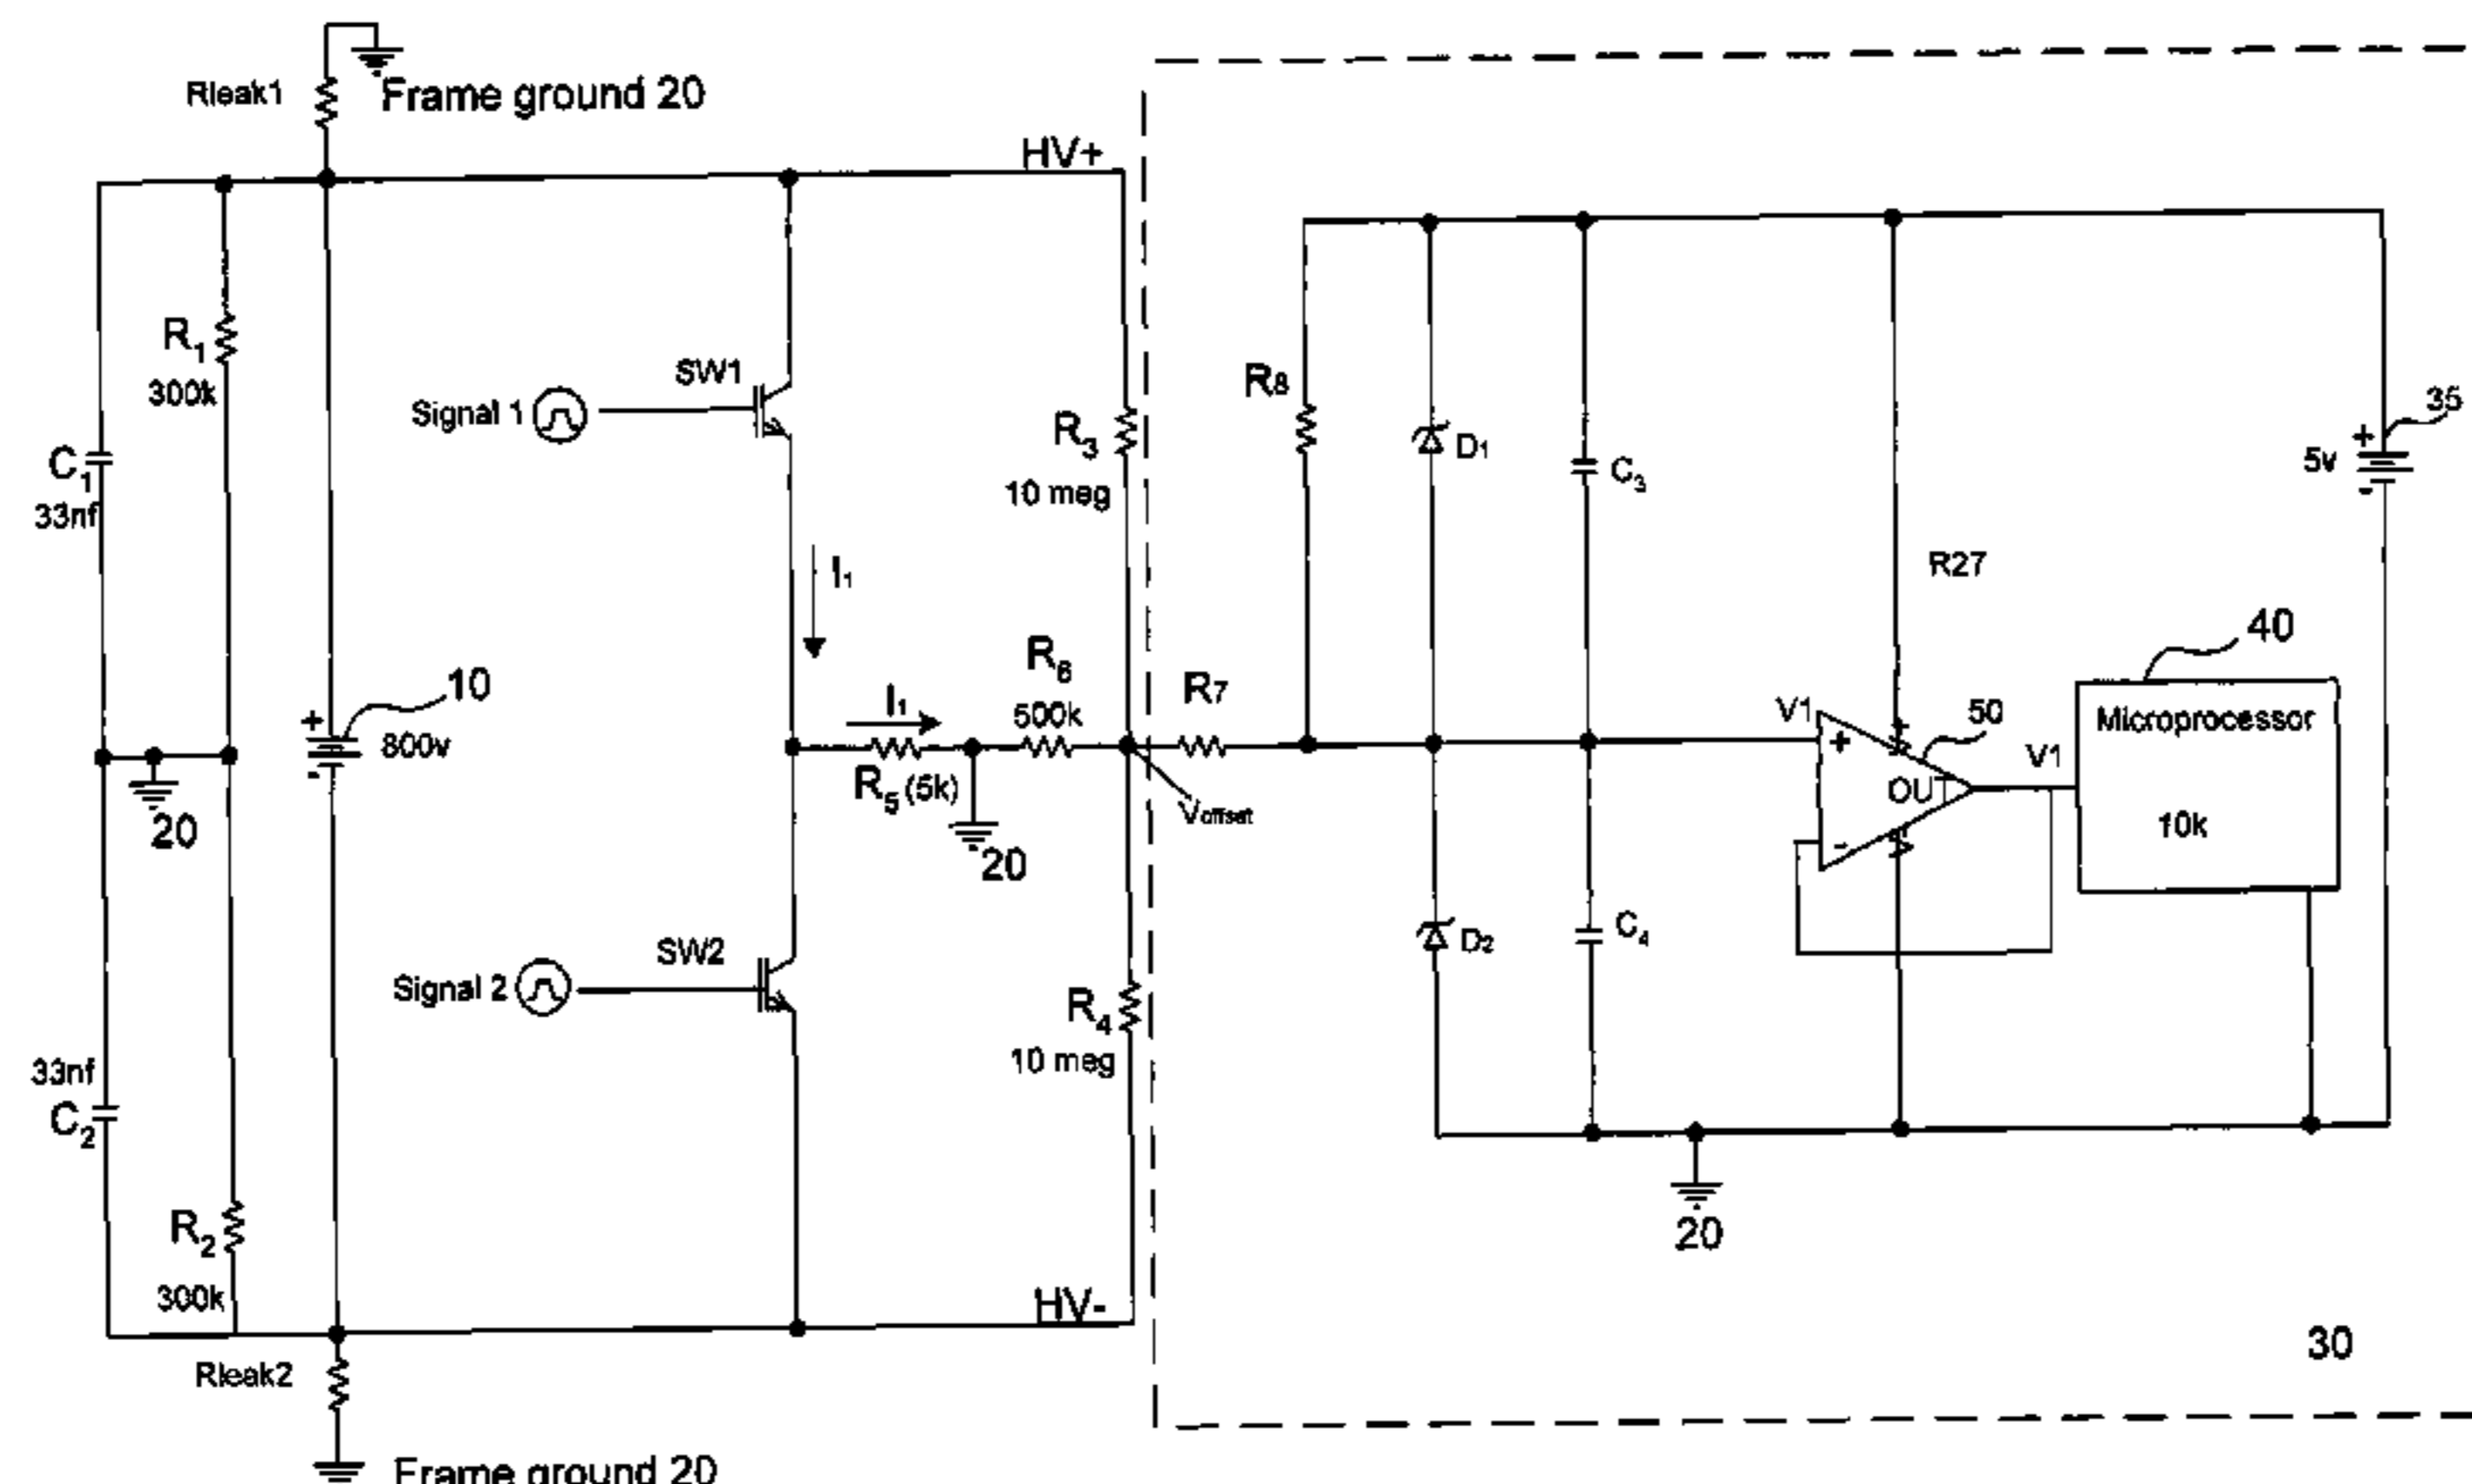 Rleak1
Frame ground 20
HV+
R1
300k
C1
33nf
Signal 1
SW1
I1
R3
10 meg
+
10
800v
-
20
I1
R5 (5k)
R6
500k
20
Voffset
R7
R8
D1
C3
R27
35
+
5v
-
40
V1
+
50
OUT
-
V1
Microprocessor
10k
D2
C4
20
SW2
Signal 2
R4
10 meg
33nf
C2
R2
300k
HV-
Rleak2
Frame ground 20
30